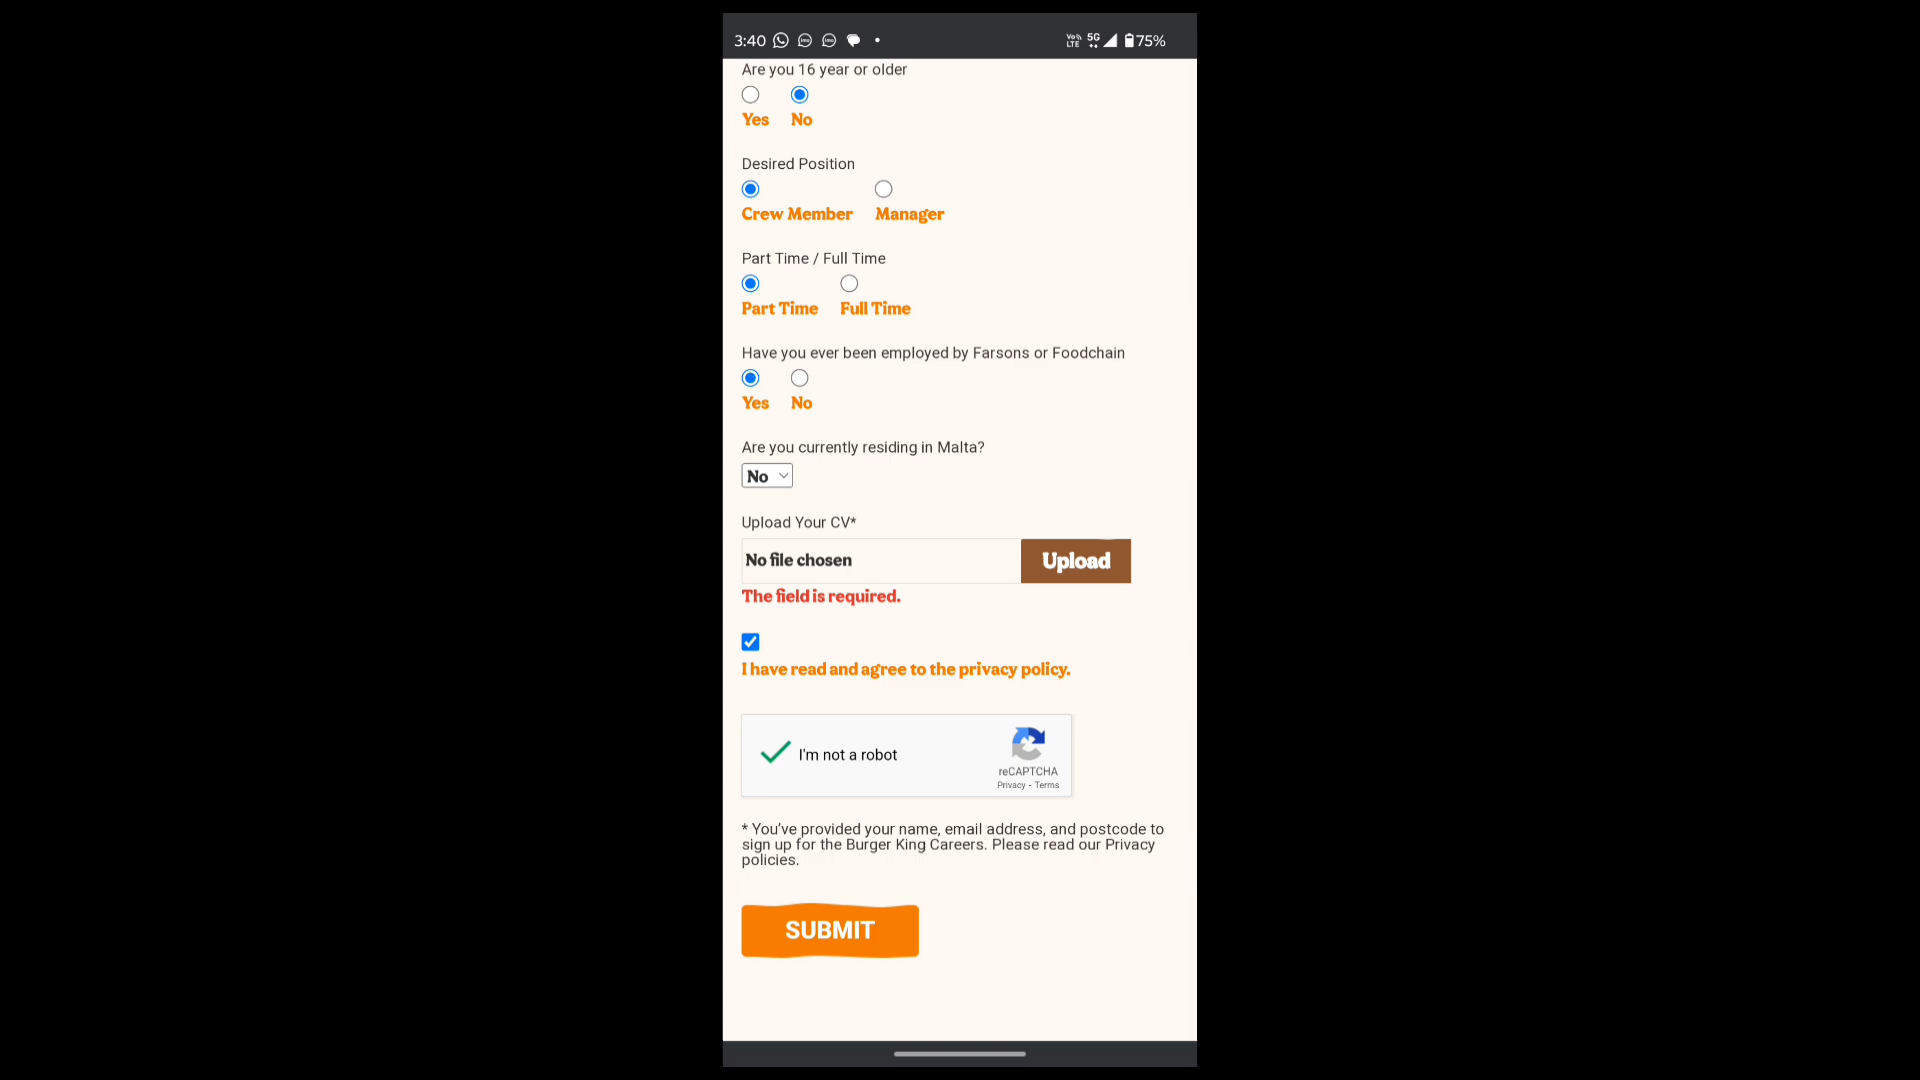 3:40 VoLTE 5G 75%
Are you 16 year or older
Yes No
Desired Position
Crew Member Manager
Part Time / Full Time
Part Time Full Time
Have you ever been employed by Farsons or Foodchain
Yes No
Are you currently residing in Malta?
No
Upload Your CV*
No file chosen Upload
The field is required.
I have read and agree to the privacy policy.
I'm not a robot
reCAPTCHA
Privacy - Terms
* You’ve provided your name, email address, and postcode to
sign up for the Burger King Careers. Please read our Privacy
policies.
SUBMIT